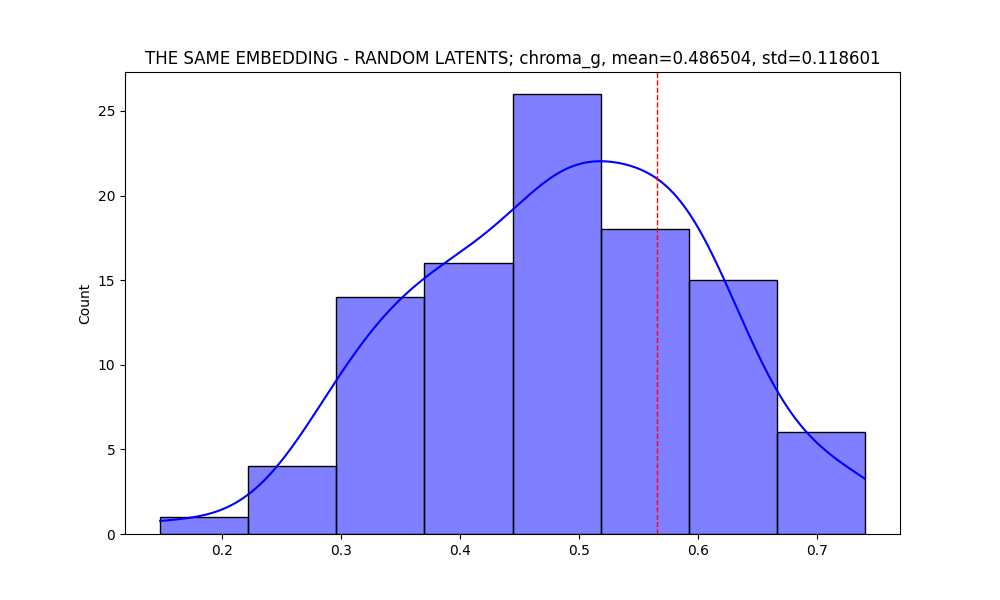 THE SAME EMBEDDING - RANDOM LATENTS; chroma_g, mean=0.486504, std=0.118601
Count
25
20
15
10
5
0
0.2 0.3 0.4 0.5 0.6 0.7